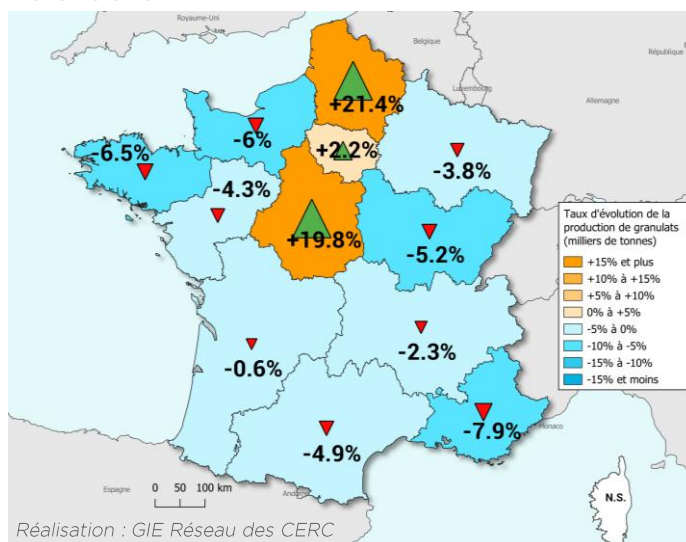 Royaume-Uni
Belgique
République
Luxembourg
Allemagne
+21.4%
-6%
+2.2%
-6.5%
-3.8%
-4.3%
+19.8%
-5.2%
Taux d'évolution de la
production de granulats
(milliers de tonnes)
+15% et plus
+10% à +15%
+5% à +10%
0% à +5%
-5% à 0%
-10% à -5%
-15% à -10%
-15% et moins
-0.6%
-2.3%
-7.9%
Monaco
-4.9%
Espagne
0 50 100 km
N.S.
Réalisation : GIE Réseau des CERC